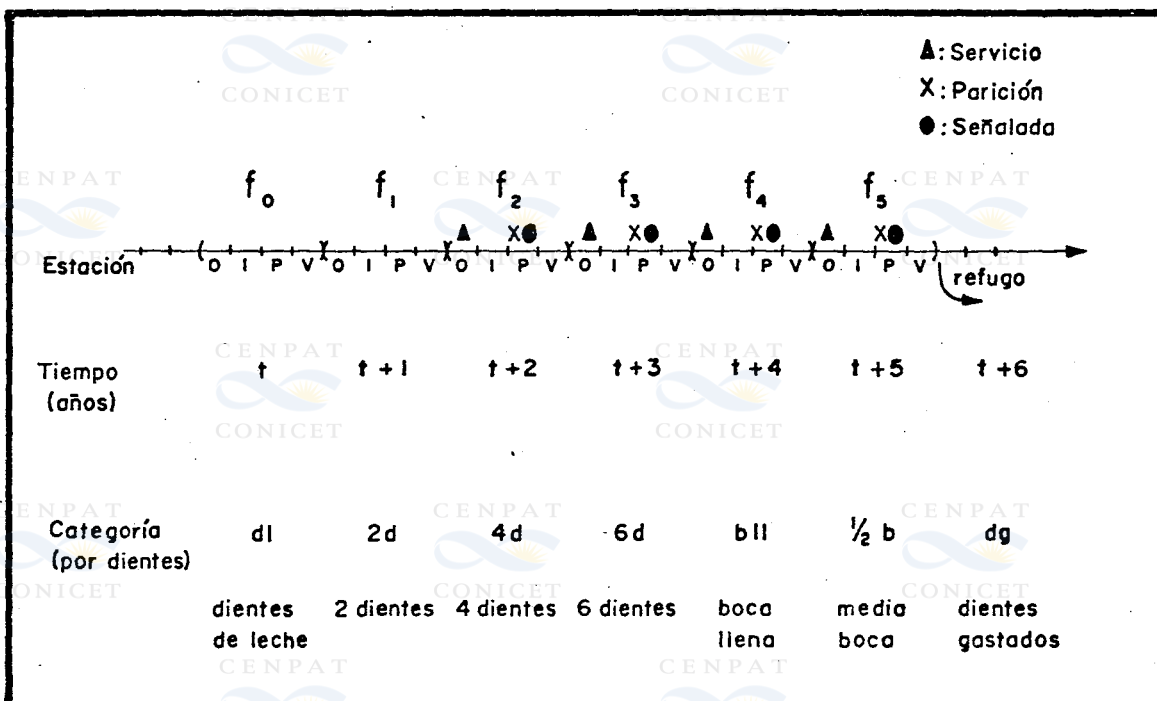 ▲: Servicio
X: Parición
●: Señalada
f0 f1 f2 f3 f4 f5
Estación O I P V O I P V O I P V O I P V O I P V O I P V
refugo
Tiempo t t+1 t+2 t+3 t+4 t+5 t+6
(años)
Categoría dl 2d 4d 6d bll ½ b dg
(por dientes)
dientes 2 dientes 4 dientes 6 dientes boca media dientes
de leche llena boca gastados
CENPAT
CONICET